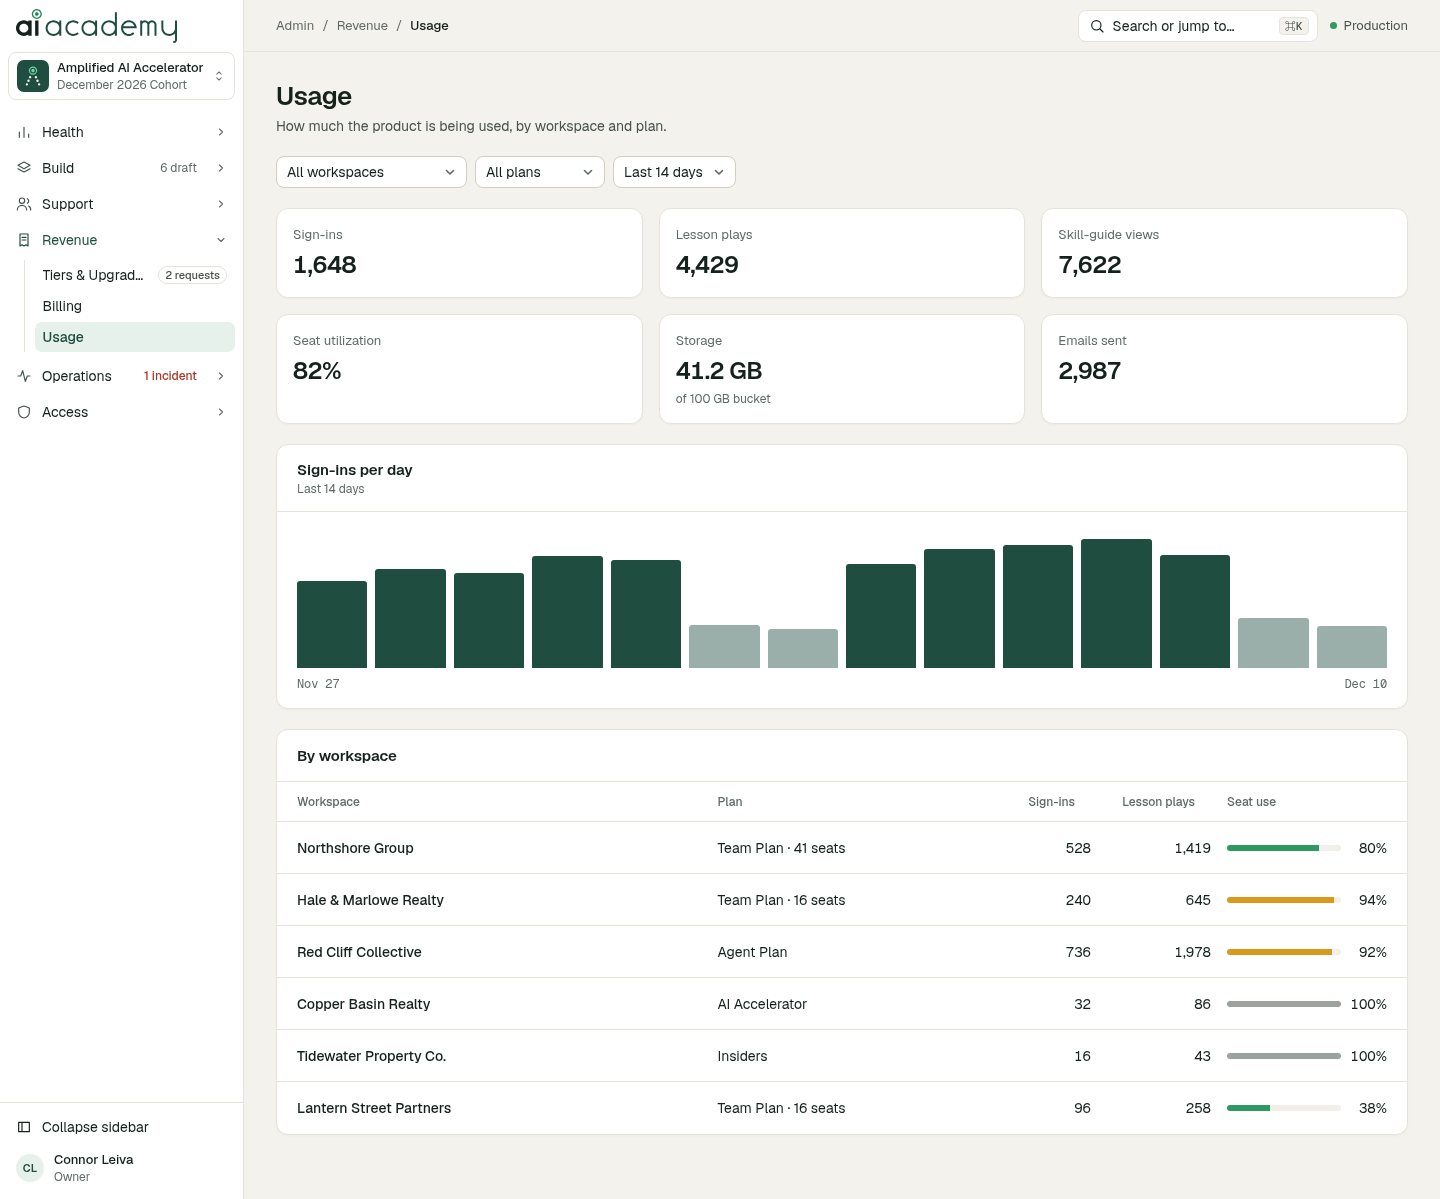 ai academy
Amplified AI Accelerator
December 2026 Cohort
Health
Build 6 draft
Support
Revenue
Tiers & Upgrad... 2 requests
Billing
Usage
Operations 1 incident
Access
Collapse sidebar
CL
Connor Leiva
Owner
Admin / Revenue / Usage
Search or jump to... ⌘K
Production
Usage
How much the product is being used, by workspace and plan.
All workspaces All plans Last 14 days
Sign-ins
1,648
Lesson plays
4,429
Skill-guide views
7,622
Seat utilization
82%
Storage
41.2 GB
of 100 GB bucket
Emails sent
2,987
Sign-ins per day
Last 14 days
Nov 27 Dec 10
By workspace
Workspace Plan Sign-ins Lesson plays Seat use
Northshore Group Team Plan · 41 seats 528 1,419 80%
Hale & Marlowe Realty Team Plan · 16 seats 240 645 94%
Red Cliff Collective Agent Plan 736 1,978 92%
Copper Basin Realty AI Accelerator 32 86 100%
Tidewater Property Co. Insiders 16 43 100%
Lantern Street Partners Team Plan · 16 seats 96 258 38%